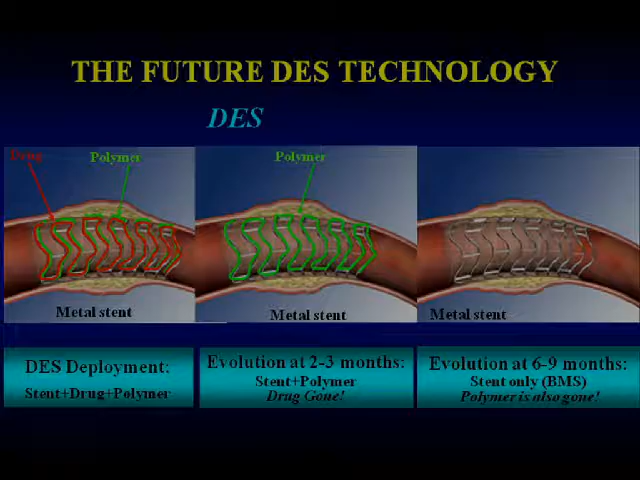 THE FUTURE DES TECHNOLOGY
DES
Drug
Polymer
Polymer
Metal stent
Metal stent
Metal stent
DES Deployment:
Stent+Drug+Polymer
Evolution at 2-3 months:
Stent+Polymer
Drug Gone!
Evolution at 6-9 months:
Stent only (BMS)
Polymer is also gone!